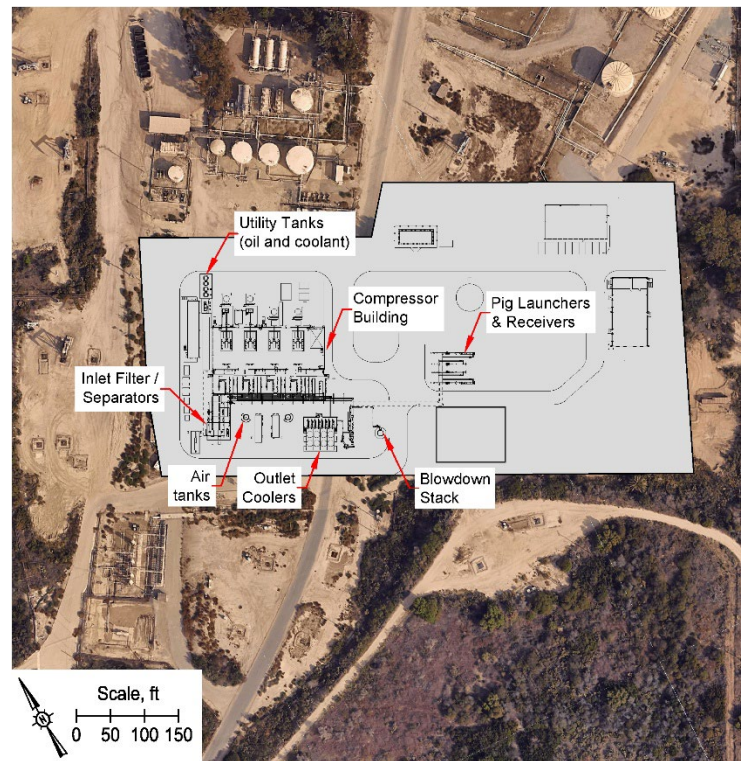 Utility Tanks
(oil and coolant)
Compressor
Building
Pig Launchers
& Receivers
Inlet Filter /
Separators
Air
tanks
Outlet
Coolers
Blowdown
Stack
N
Scale, ft
0 50 100 150